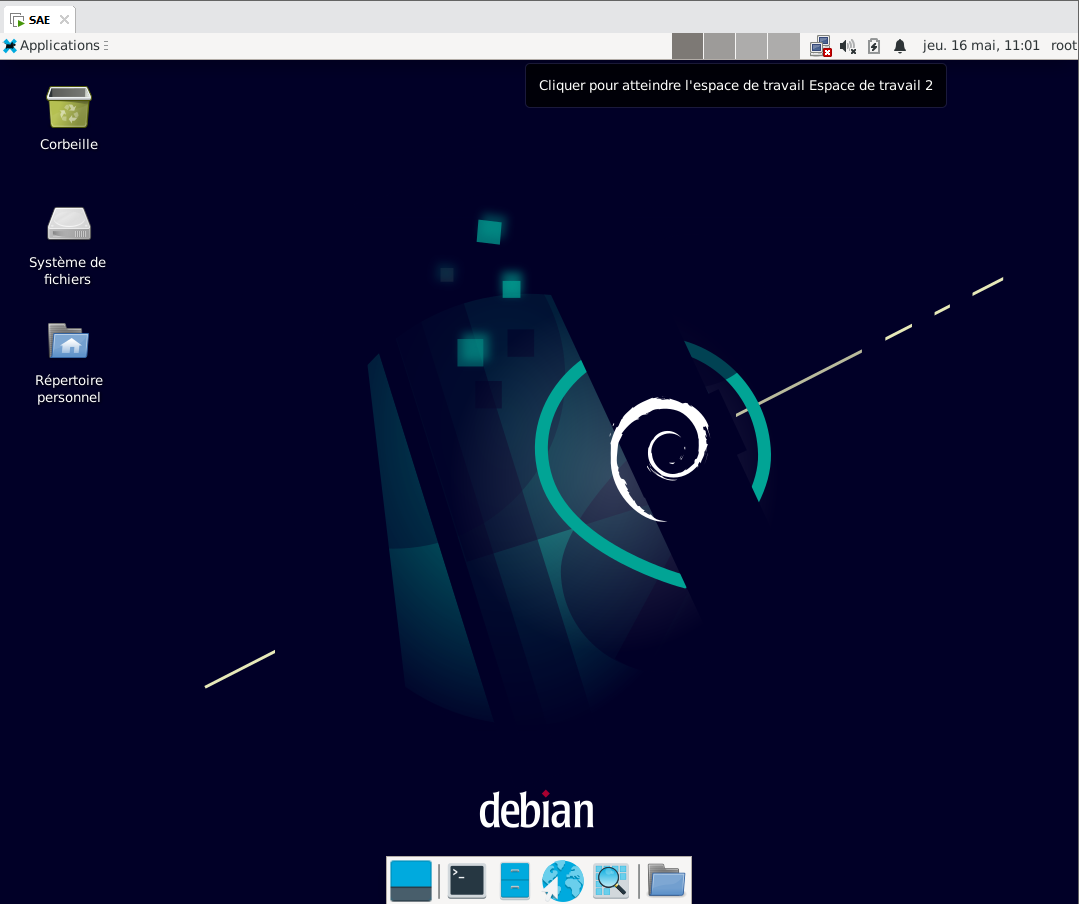 SAE
Applications
jeu. 16 mai, 11:01 root
Cliquer pour atteindre l'espace de travail Espace de travail 2
Corbeille
Système de
fichiers
Répertoire
personnel
debian
>_